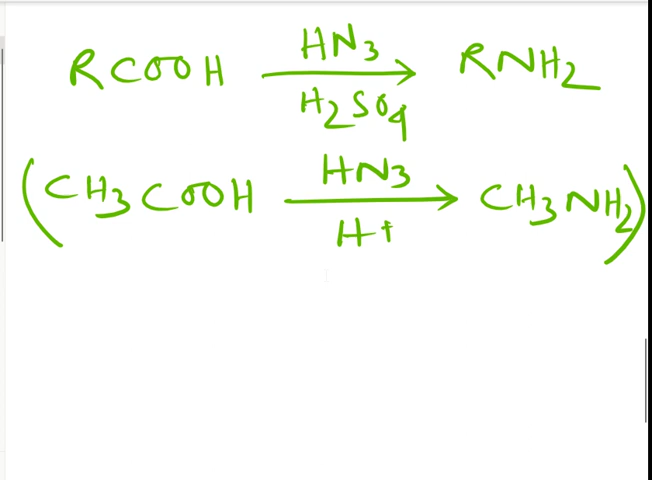 RCOOH HN3 H2SO4 → RNH2
(CH3COOH HN3 H+ → CH3NH2)